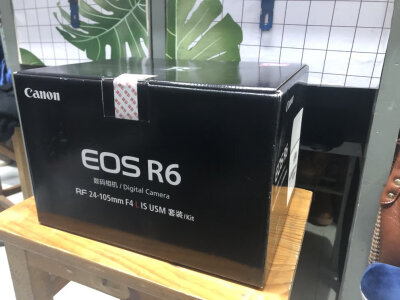 Canon
EOS R6
数码相机 / Digital Camera
RF 24-105mm F4 L IS USM 套装/Kit